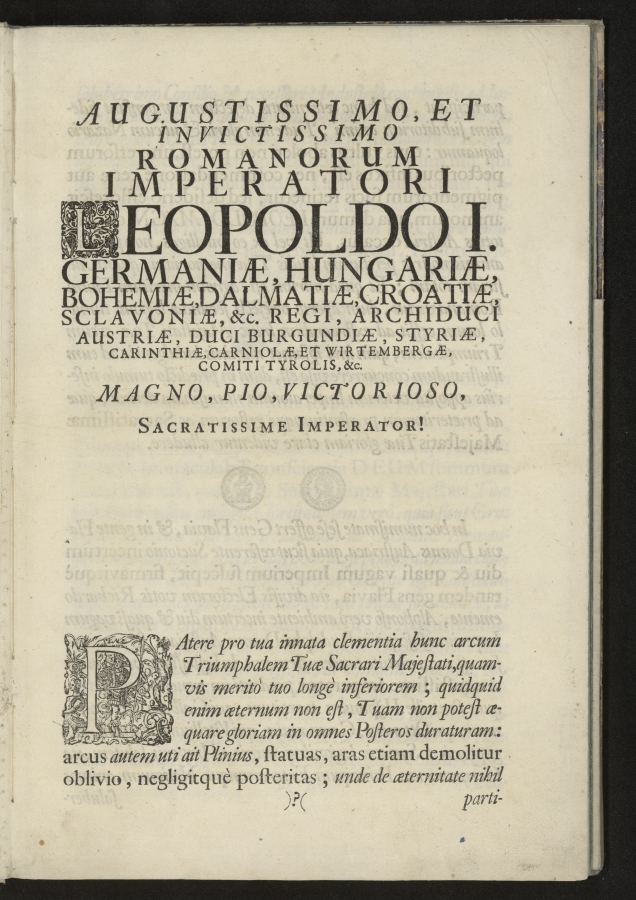 AUGUSTISSIMO, ET
INVICTISSIMO
ROMANORUM
IMPERATORI
LEOPOLDO I.
GERMANIÆ, HUNGARIÆ,
BOHEMIÆ, DALMATIÆ, CROATIÆ,
SCLAVONIÆ, &c. REGI, ARCHIDUCI
AUSTRIÆ, DUCI BURGUNDIÆ, STYRIÆ,
CARINTHIÆ, CARNIOLÆ, ET WIRTEMBERGÆ,
COMITI TYROLIS, &c.
MAGNO, PIO, VICTORIOSO,
SACRATISSIME IMPERATOR!
PAtere pro tua innata clementia hunc arcum
Triumphalem Tuæ Sacrari Majeſtati, quam-
vis meritò tuo longè inferiorem ; quidquid
enim æternum non eſt, Tuam non poteſt æ-
quare gloriam in omnes Poſteros duraturam :
arcus autem uti ait Plinius, ſtatuas, aras etiam demolitur
oblivio, negligitquè poſteritas ; unde de æternitate nihil
)?(
parti-